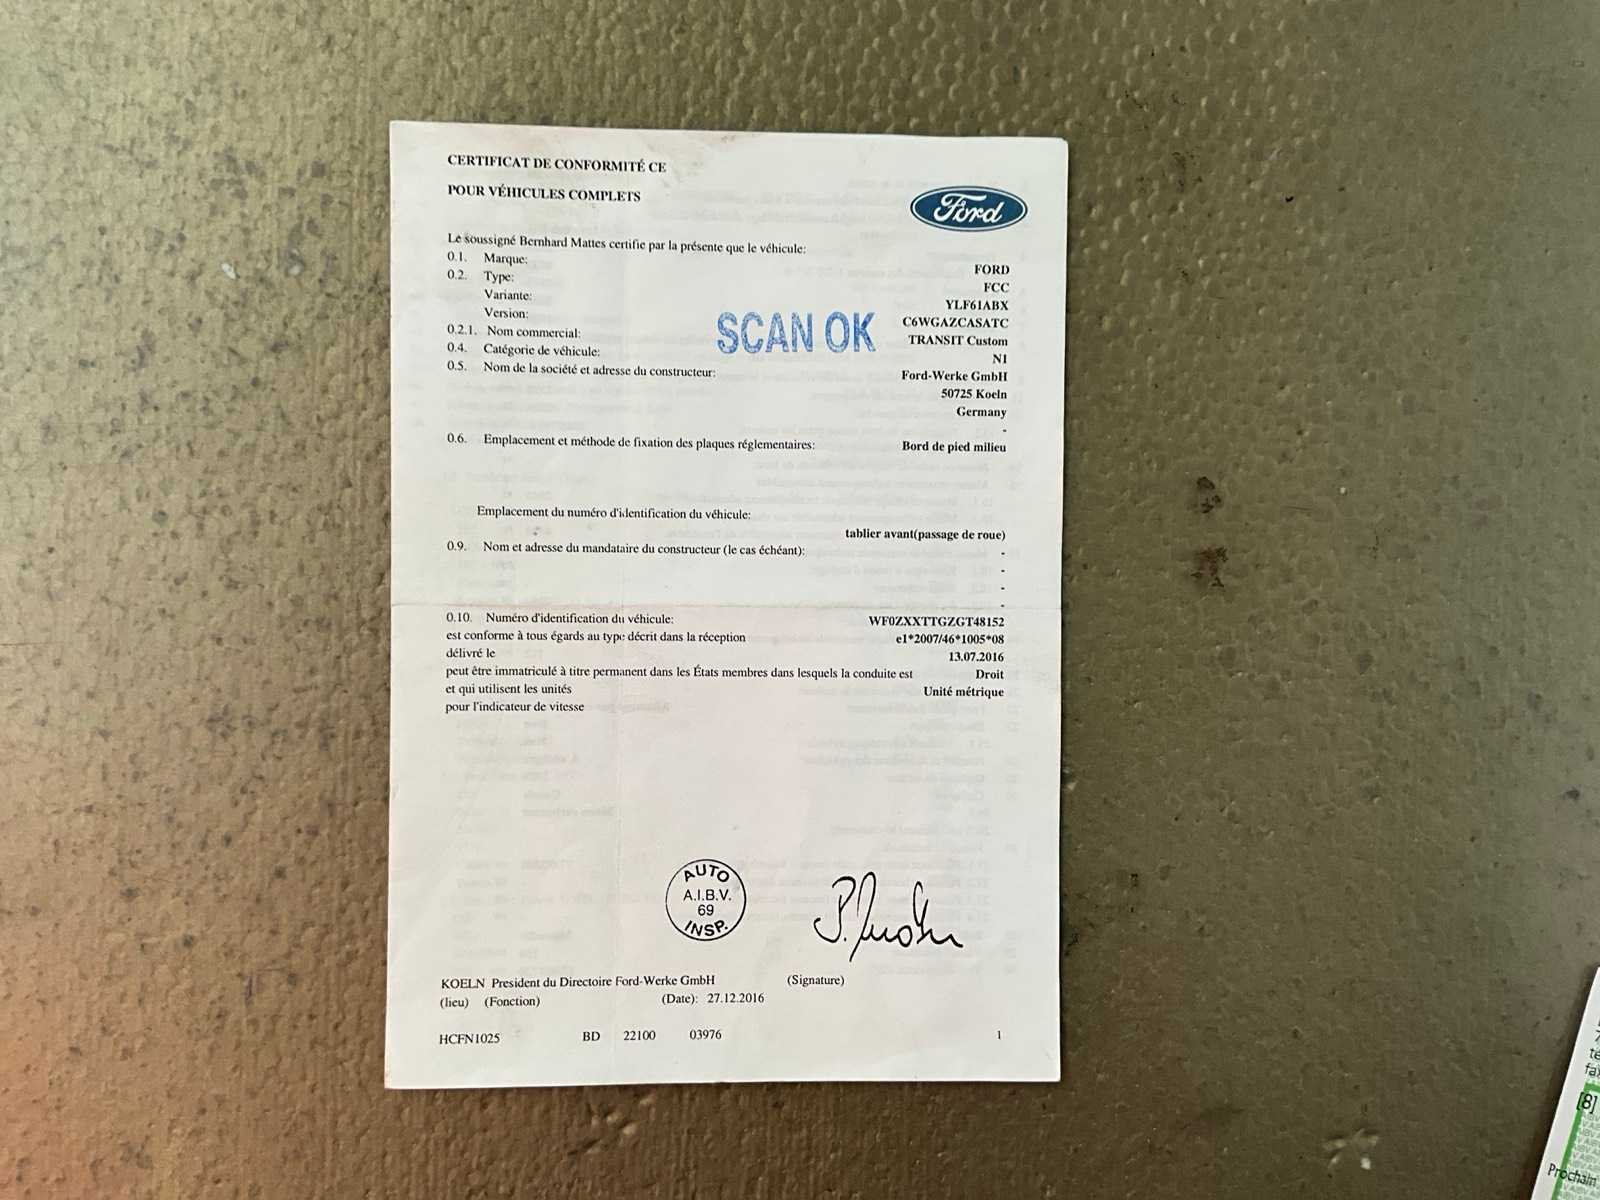 CERTIFICAT DE CONFORMITÉ CE
POUR VÉHICULES COMPLETS
Ford
Le soussigné Bernhard Mattes certifie par la présente que le véhicule:
0.1. Marque: FORD
0.2. Type: FCC
Variante: YLF61ABX
Version: C6WGAZCASATC
0.2.1. Nom commercial: TRANSIT Custom
SCAN OK
0.4. Catégorie de véhicule: N1
0.5. Nom de la société et adresse du constructeur: Ford-Werke GmbH
50725 Koeln
Germany
-
0.6. Emplacement et méthode de fixation des plaques réglementaires: Bord de pied milieu
Emplacement du numéro d'identification du véhicule:
tablier avant(passage de roue)
0.9. Nom et adresse du mandataire du constructeur (le cas échéant): -
-
-
-
0.10. Numéro d'identification du véhicule: WF0ZXXTTGZGT48152
est conforme à tous égards au type décrit dans la réception e1*2007/46*1005*08
délivré le 13.07.2016
peut être immatriculé à titre permanent dans les États membres dans lesquels la conduite est Droit
et qui utilisent les unités Unité métrique
pour l'indicateur de vitesse
AUTO
A.I.B.V.
69
INSP.
KOELN President du Directoire Ford-Werke GmbH (Signature)
(lieu) (Fonction) (Date): 27.12.2016
HCFN1025 BD 22100 03976 1
[8]
Prochain